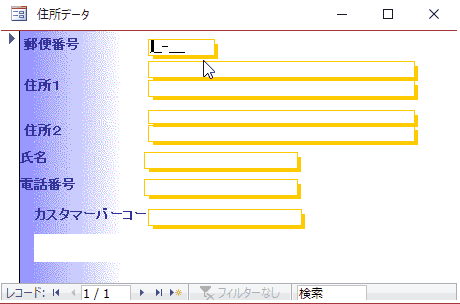 住所データ
郵便番号
_-__
住所1
住所2
氏名
電話番号
カスタマーバーコー
レコード: 1 / 1 フィルターなし 検索